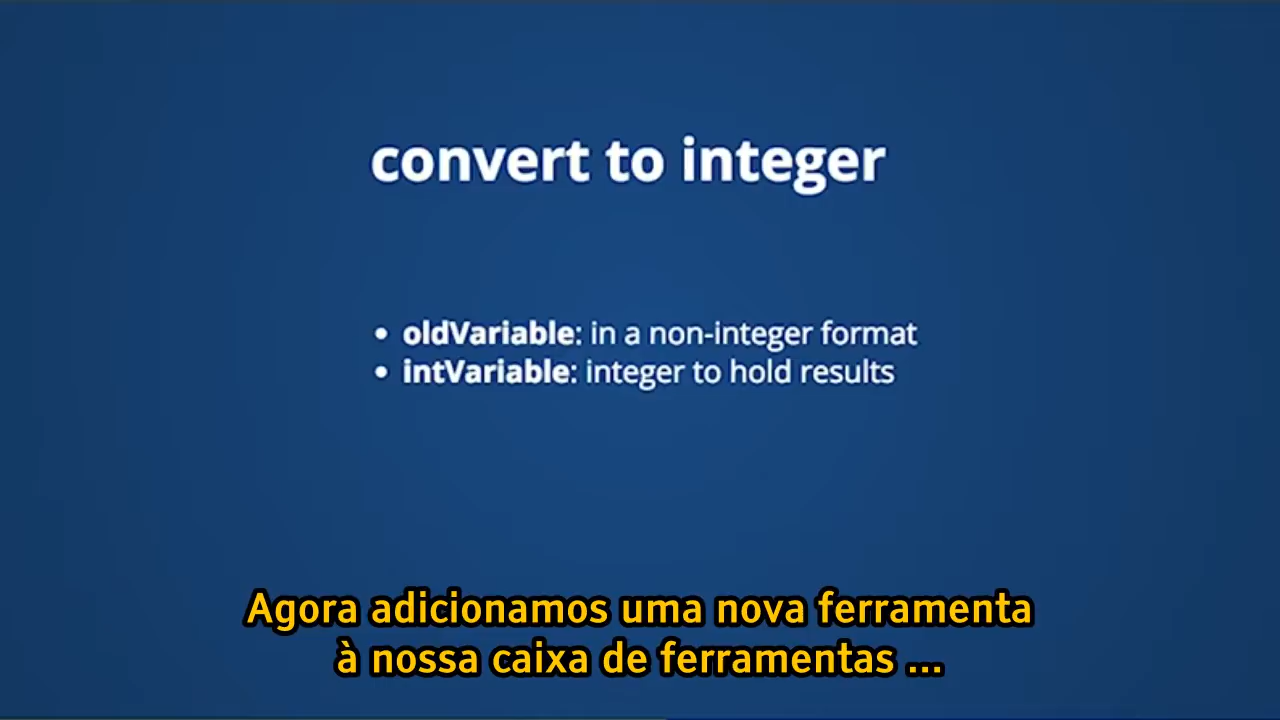 convert to integer
• oldVariable: in a non-integer format
• intVariable: integer to hold results
Agora adicionamos uma nova ferramenta
à nossa caixa de ferramentas ...